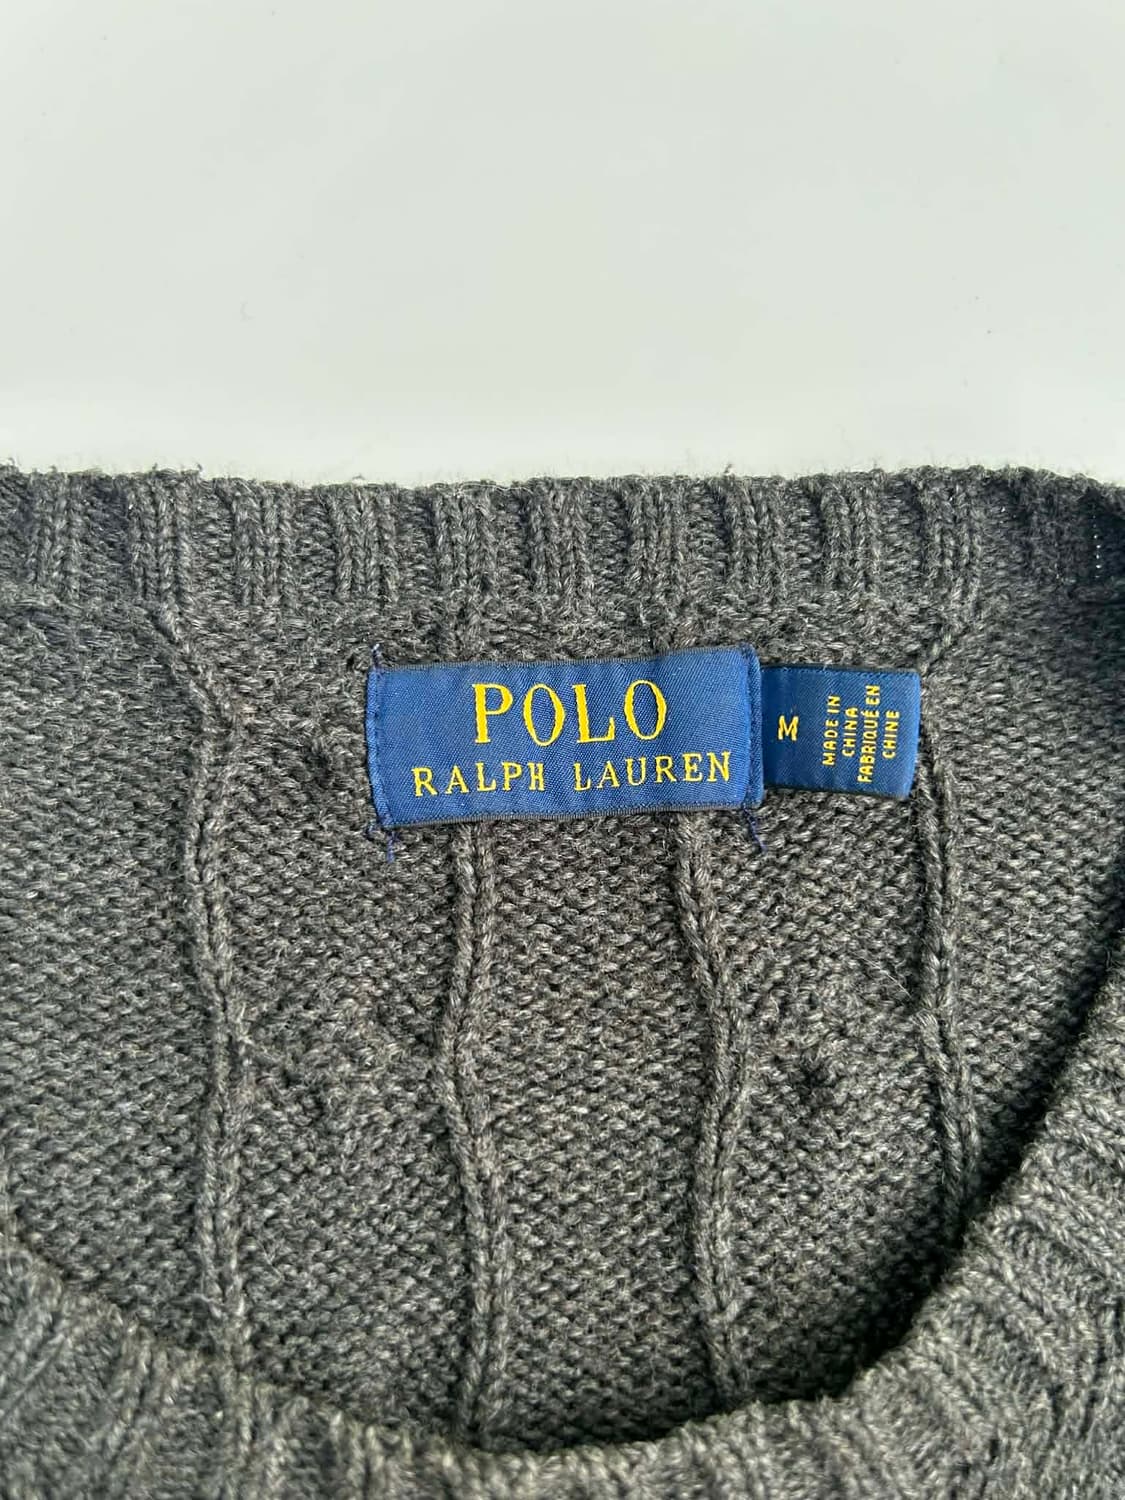 POLO
RALPH LAUREN
M
MADE IN
CHINA
FABRIQUÉ EN
CHINE